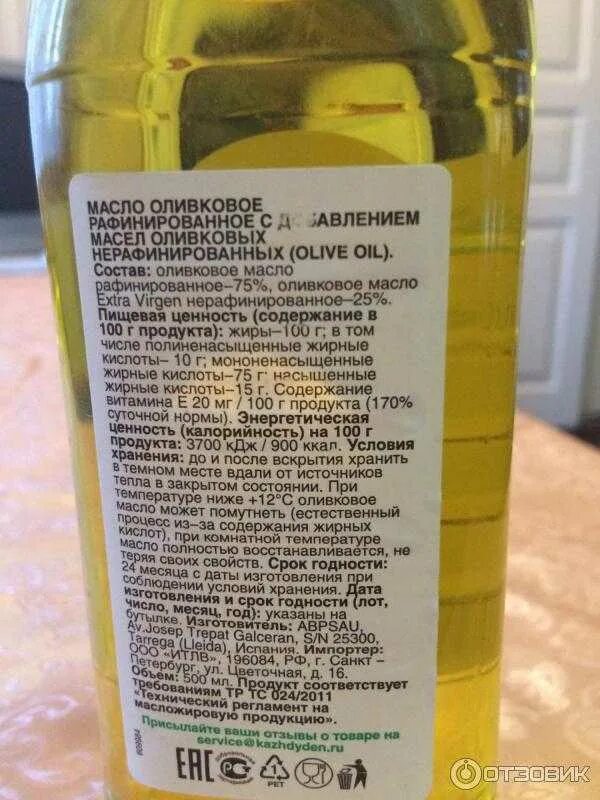 МАСЛО ОЛИВКОВОЕ
РАФИНИРОВАННОЕ С ДОБАВЛЕНИЕМ
МАСЕЛ ОЛИВКОВЫХ
НЕРАФИНИРОВАННЫХ (OLIVE OIL).
Состав: оливковое масло
рафинированное–75%, оливковое масло
Extra Virgen нерафинированное–25%.
Пищевая ценность (содержание в
100 г продукта): жиры–100 г; в том
числе полиненасыщенные жирные
кислоты– 10 г; мононенасыщенные
жирные кислоты–75 г; насыщенные
жирные кислоты–15 г. Содержание
витамина Е 20 мг / 100 г продукта (170%
суточной нормы). Энергетическая
ценность (калорийность) на 100 г
продукта: 3700 кДж / 900 ккал. Условия
хранения: до и после вскрытия хранить
в темном месте вдали от источников
тепла в закрытом состоянии. При
температуре ниже +12°С оливковое
масло может помутнеть (естественный
процесс из–за содержания жирных
кислот), при комнатной температуре
масло полностью восстанавливается, не
теряя своих свойств. Срок годности:
24 месяца с даты изготовления при
соблюдении условий хранения. Дата
изготовления и срок годности (лот,
число, месяц, год): указаны на
бутылке. Изготовитель: ABPSAU,
Av.Josep Trepat Galceran, S/N 25300,
Tarrega (Lleida), Испания. Импортер:
ООО «ИТЛВ», 196084, РФ, г. Санкт –
Петербург, ул. Цветочная, д. 16.
Объем: 500 мл. Продукт соответствует
требованиям ТР ТС 024/2011
«Технический регламент на
масложировую продукцию».
Присылайте ваши отзывы о товаре на
service@kazhdyden.ru
EAC
1
PET
ОТЗОВИК